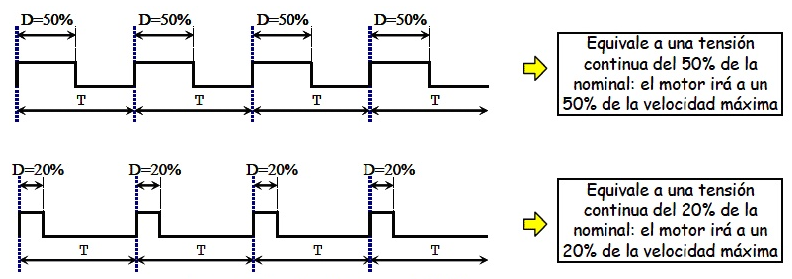 D=50% D=50% D=50% D=50%
T T T T
Equivale a una tensión
continua del 50% de la
nominal: el motor irá a un
50% de la velocidad máxima
D=20% D=20% D=20% D=20%
T T T T
Equivale a una tensión
continua del 20% de la
nominal: el motor irá a un
20% de la velocidad máxima